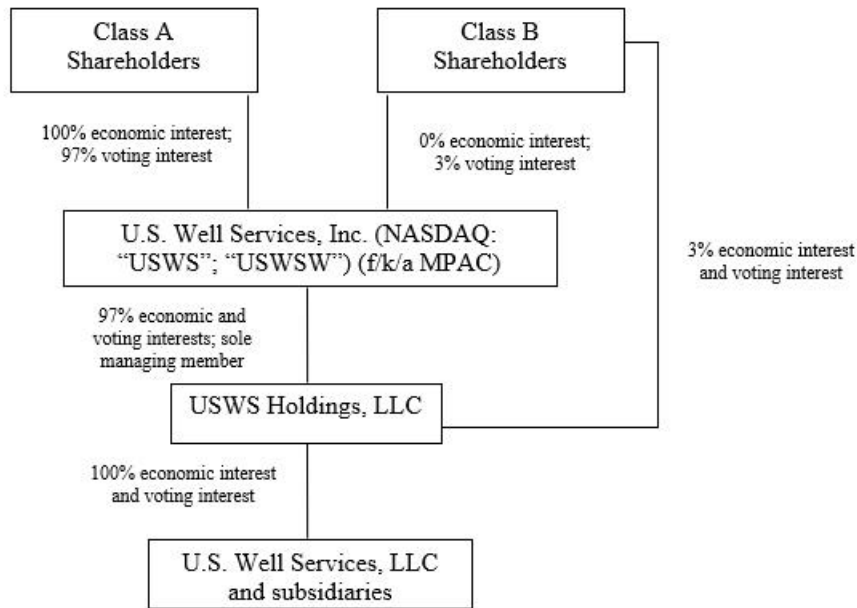 Class A
Shareholders
Class B
Shareholders
100% economic interest;
97% voting interest
0% economic interest;
3% voting interest
U.S. Well Services, Inc. (NASDAQ:
“USWS”; “USWSW”) (f/k/a MPAC)
3% economic interest
and voting interest
97% economic and
voting interests; sole
managing member
USWS Holdings, LLC
100% economic interest
and voting interest
U.S. Well Services, LLC
and subsidiaries